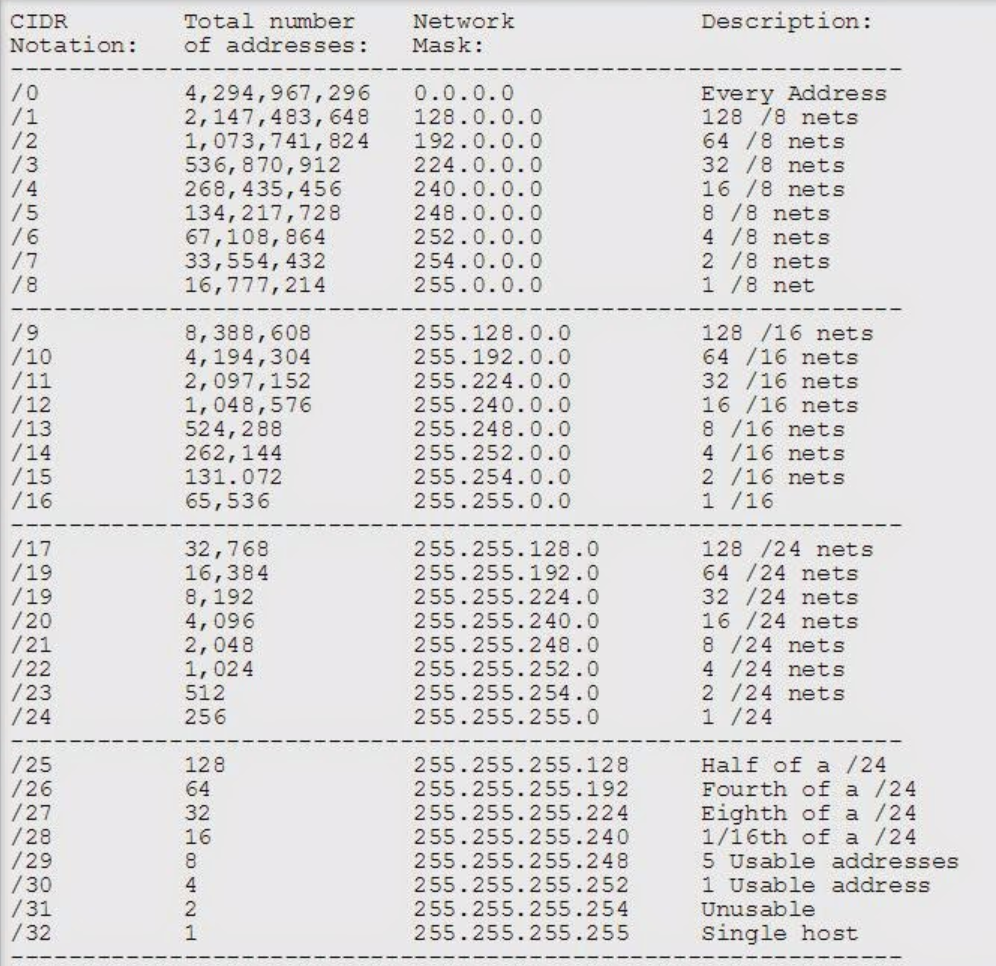 CIDR Total number Network Description:
Notation: of addresses: Mask:
/0 4,294,967,296 0.0.0.0 Every Address
/1 2,147,483,648 128.0.0.0 128 /8 nets
/2 1,073,741,824 192.0.0.0 64 /8 nets
/3 536,870,912 224.0.0.0 32 /8 nets
/4 268,435,456 240.0.0.0 16 /8 nets
/5 134,217,728 248.0.0.0 8 /8 nets
/6 67,108,864 252.0.0.0 4 /8 nets
/7 33,554,432 254.0.0.0 2 /8 nets
/8 16,777,214 255.0.0.0 1 /8 net
/9 8,388,608 255.128.0.0 128 /16 nets
/10 4,194,304 255.192.0.0 64 /16 nets
/11 2,097,152 255.224.0.0 32 /16 nets
/12 1,048,576 255.240.0.0 16 /16 nets
/13 524,288 255.248.0.0 8 /16 nets
/14 262,144 255.252.0.0 4 /16 nets
/15 131.072 255.254.0.0 2 /16 nets
/16 65,536 255.255.0.0 1 /16
/17 32,768 255.255.128.0 128 /24 nets
/19 16,384 255.255.192.0 64 /24 nets
/19 8,192 255.255.224.0 32 /24 nets
/20 4,096 255.255.240.0 16 /24 nets
/21 2,048 255.255.248.0 8 /24 nets
/22 1,024 255.255.252.0 4 /24 nets
/23 512 255.255.254.0 2 /24 nets
/24 256 255.255.255.0 1 /24
/25 128 255.255.255.128 Half of a /24
/26 64 255.255.255.192 Fourth of a /24
/27 32 255.255.255.224 Eighth of a /24
/28 16 255.255.255.240 1/16th of a /24
/29 8 255.255.255.248 5 Usable addresses
/30 4 255.255.255.252 1 Usable address
/31 2 255.255.255.254 Unusable
/32 1 255.255.255.255 Single host